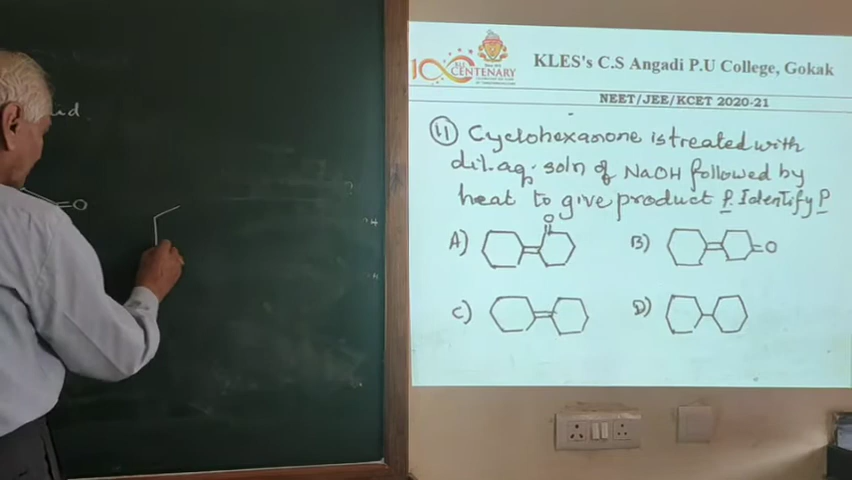 KLES's C.S Angadi P.U College, Gokak
CENTENARY
NEET/JEE/KCET 2020-21
11 Cyclohexanone is treated with
dil.aq. soln of NaOH followed by
heat to give product P Identify P
A) O B) O
C) D)
O